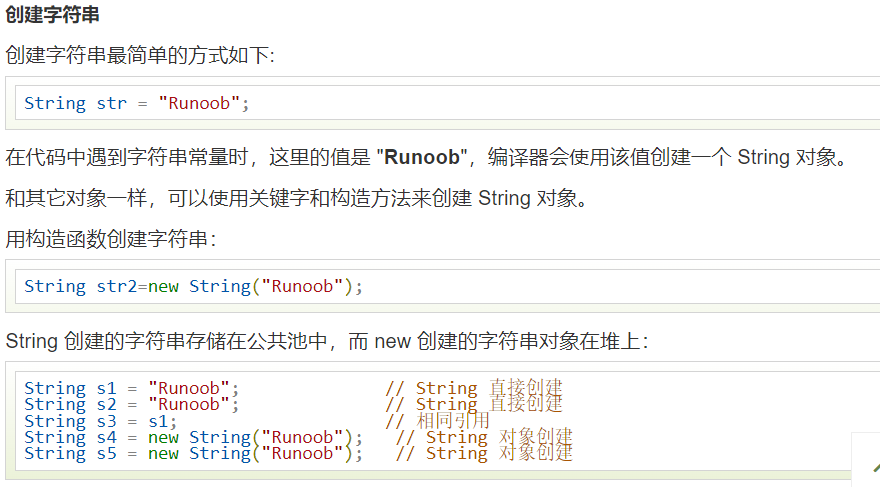 创建字符串
创建字符串最简单的方式如下:
String str = "Runoob";
在代码中遇到字符串常量时，这里的值是 "Runoob"，编译器会使用该值创建一个 String 对象。
和其它对象一样，可以使用关键字和构造方法来创建 String 对象。
用构造函数创建字符串：
String str2=new String("Runoob");
String 创建的字符串存储在公共池中，而 new 创建的字符串对象在堆上：
String s1 = "Runoob";              // String 直接创建
String s2 = "Runoob";              // String 直接创建
String s3 = s1;                    // 相同引用
String s4 = new String("Runoob");   // String 对象创建
String s5 = new String("Runoob");   // String 对象创建